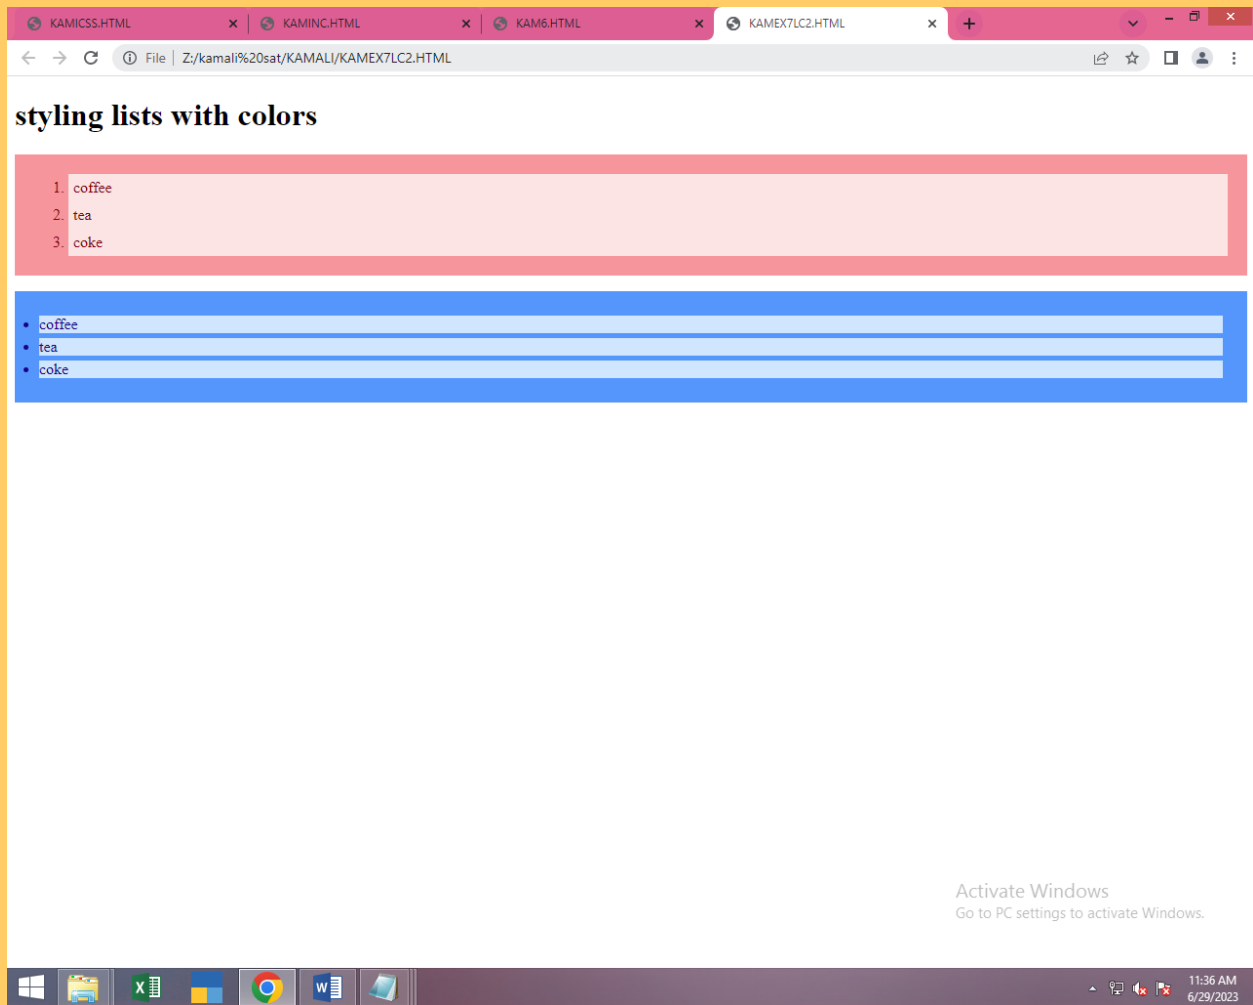 KAMICSS.HTML KAMINC.HTML KAM6.HTML KAMEX7LC2.HTML
File Z:/kamali%20sat/KAMALI/KAMEX7LC2.HTML
styling lists with colors
1. coffee
2. tea
3. coke
• coffee
• tea
• coke
Activate Windows
Go to PC settings to activate Windows.
11:36 AM
6/29/2023